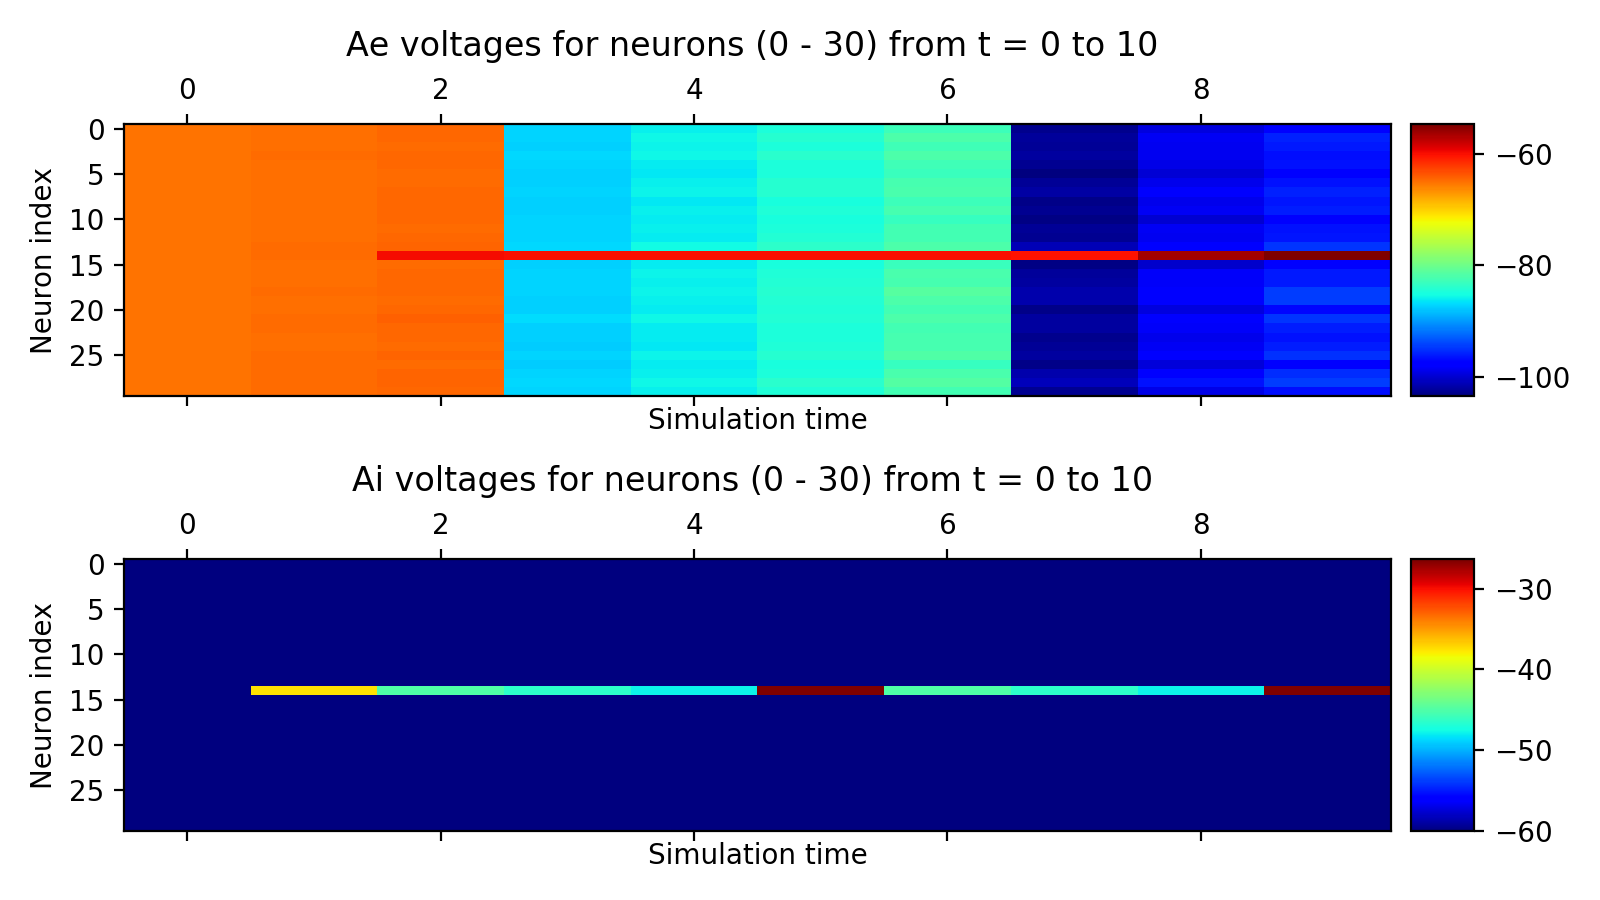 Ae voltages for neurons (0 - 30) from t = 0 to 10
0 2 4 6 8
Neuron index
0
5
10
15
20
25
−60
−80
−100
Simulation time
Ai voltages for neurons (0 - 30) from t = 0 to 10
0 2 4 6 8
Neuron index
0
5
10
15
20
25
−30
−40
−50
−60
Simulation time